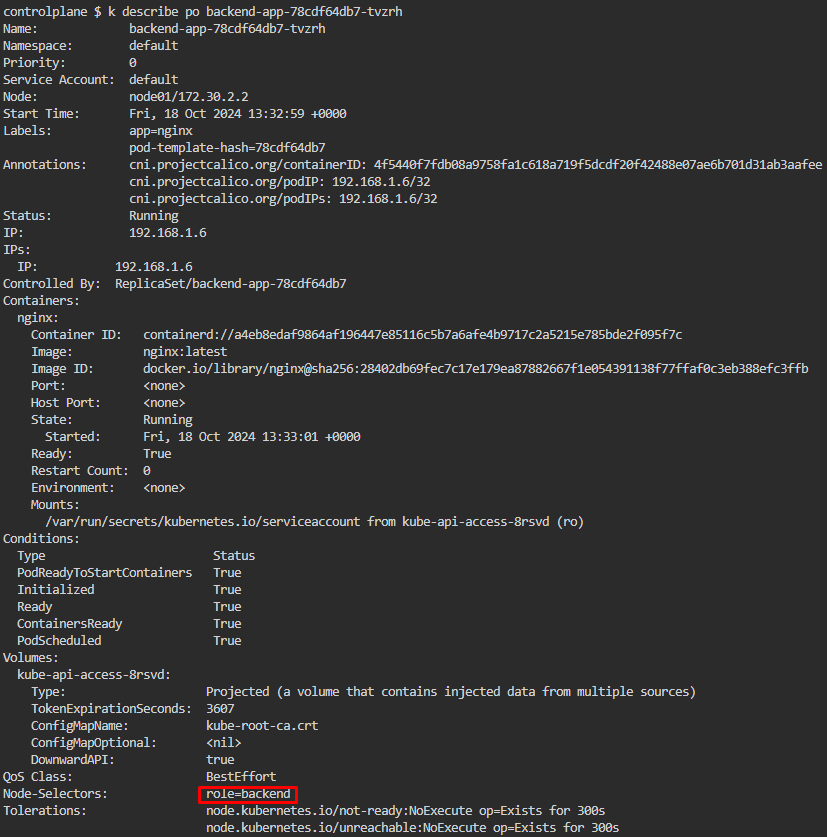 controlplane $ k describe po backend-app-78cdf64db7-tvzrh
Name:             backend-app-78cdf64db7-tvzrh
Namespace:        default
Priority:         0
Service Account:  default
Node:             node01/172.30.2.2
Start Time:       Fri, 18 Oct 2024 13:32:59 +0000
Labels:           app=nginx
                  pod-template-hash=78cdf64db7
Annotations:      cni.projectcalico.org/containerID: 4f5440f7fdb08a9758fa1c618a719f5dcdf20f42488e07ae6b701d31ab3aafee
                  cni.projectcalico.org/podIP: 192.168.1.6/32
                  cni.projectcalico.org/podIPs: 192.168.1.6/32
Status:           Running
IP:               192.168.1.6
IPs:
  IP:           192.168.1.6
Controlled By:  ReplicaSet/backend-app-78cdf64db7
Containers:
  nginx:
    Container ID:   containerd://a4eb8edaf9864af196447e85116c5b7a6afe4b9717c2a5215e785bde2f095f7c
    Image:          nginx:latest
    Image ID:       docker.io/library/nginx@sha256:28402db69fec7c17e179ea87882667f1e054391138f77ffaf0c3eb388efc3ffb
    Port:           <none>
    Host Port:      <none>
    State:          Running
      Started:      Fri, 18 Oct 2024 13:33:01 +0000
    Ready:          True
    Restart Count:  0
    Environment:    <none>
    Mounts:
      /var/run/secrets/kubernetes.io/serviceaccount from kube-api-access-8rsvd (ro)
Conditions:
  Type                        Status
  PodReadyToStartContainers   True
  Initialized                 True
  Ready                       True
  ContainersReady             True
  PodScheduled                True
Volumes:
  kube-api-access-8rsvd:
    Type:                    Projected (a volume that contains injected data from multiple sources)
    TokenExpirationSeconds:  3607
    ConfigMapName:           kube-root-ca.crt
    ConfigMapOptional:       <nil>
    DownwardAPI:             true
QoS Class:                   BestEffort
Node-Selectors:              role=backend
Tolerations:                 node.kubernetes.io/not-ready:NoExecute op=Exists for 300s
                             node.kubernetes.io/unreachable:NoExecute op=Exists for 300s